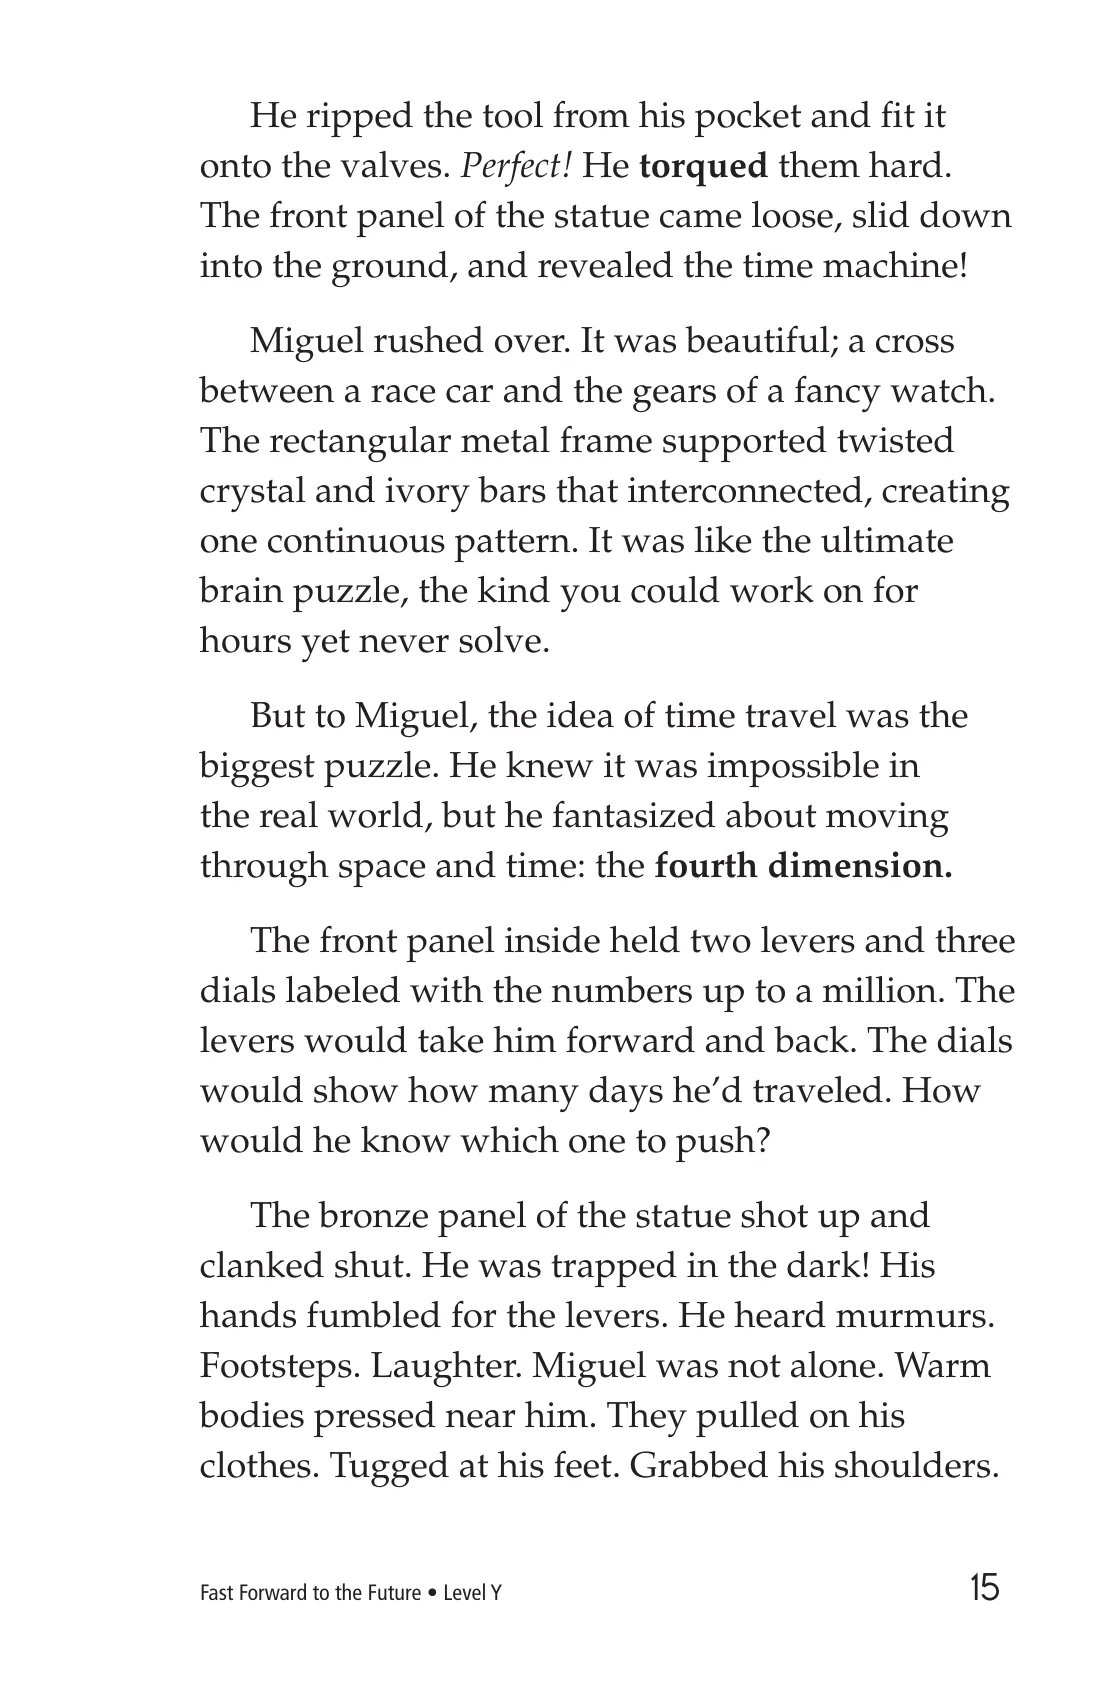 He ripped the tool from his pocket and fit it
onto the valves. Perfect! He torqued them hard.
The front panel of the statue came loose, slid down
into the ground, and revealed the time machine!
Miguel rushed over. It was beautiful; a cross
between a race car and the gears of a fancy watch.
The rectangular metal frame supported twisted
crystal and ivory bars that interconnected, creating
one continuous pattern. It was like the ultimate
brain puzzle, the kind you could work on for
hours yet never solve.
But to Miguel, the idea of time travel was the
biggest puzzle. He knew it was impossible in
the real world, but he fantasized about moving
through space and time: the fourth dimension.
The front panel inside held two levers and three
dials labeled with the numbers up to a million. The
levers would take him forward and back. The dials
would show how many days he’d traveled. How
would he know which one to push?
The bronze panel of the statue shot up and
clanked shut. He was trapped in the dark! His
hands fumbled for the levers. He heard murmurs.
Footsteps. Laughter. Miguel was not alone. Warm
bodies pressed near him. They pulled on his
clothes. Tugged at his feet. Grabbed his shoulders.
Fast Forward to the Future • Level Y 15